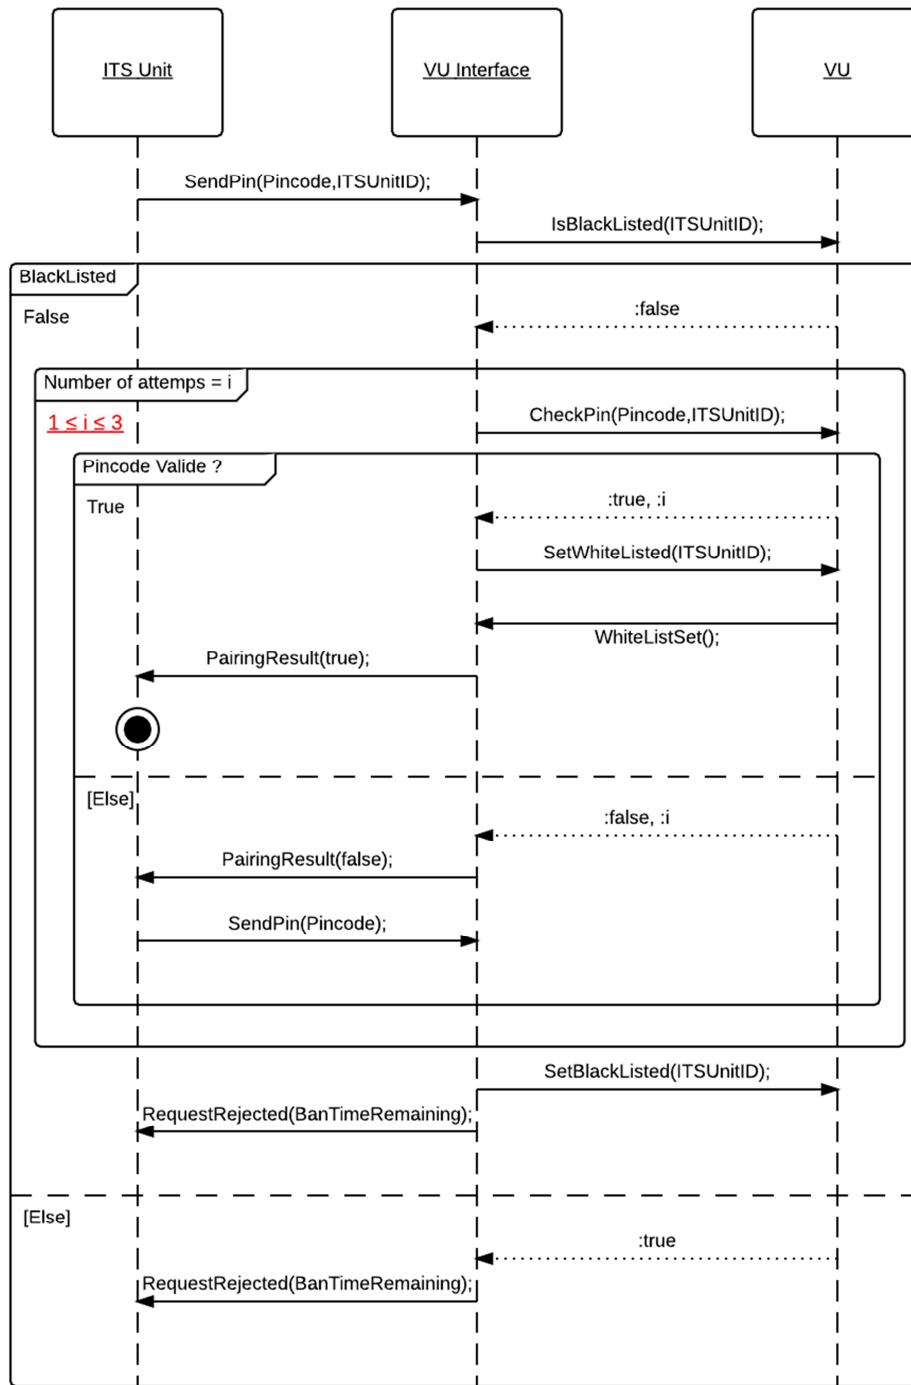 ITS Unit
VU Interface
VU
SendPin(Pincode,ITSUnitID);
IsBlackListed(ITSUnitID);
BlackListed
False
:false
Number of attemps = i
1 ≤ i ≤ 3
CheckPin(Pincode,ITSUnitID);
Pincode Valide ?
True
:true, :i
SetWhiteListed(ITSUnitID);
WhiteListSet();
PairingResult(true);
[Else]
:false, :i
PairingResult(false);
SendPin(Pincode);
SetBlackListed(ITSUnitID);
RequestRejected(BanTimeRemaining);
[Else]
:true
RequestRejected(BanTimeRemaining);